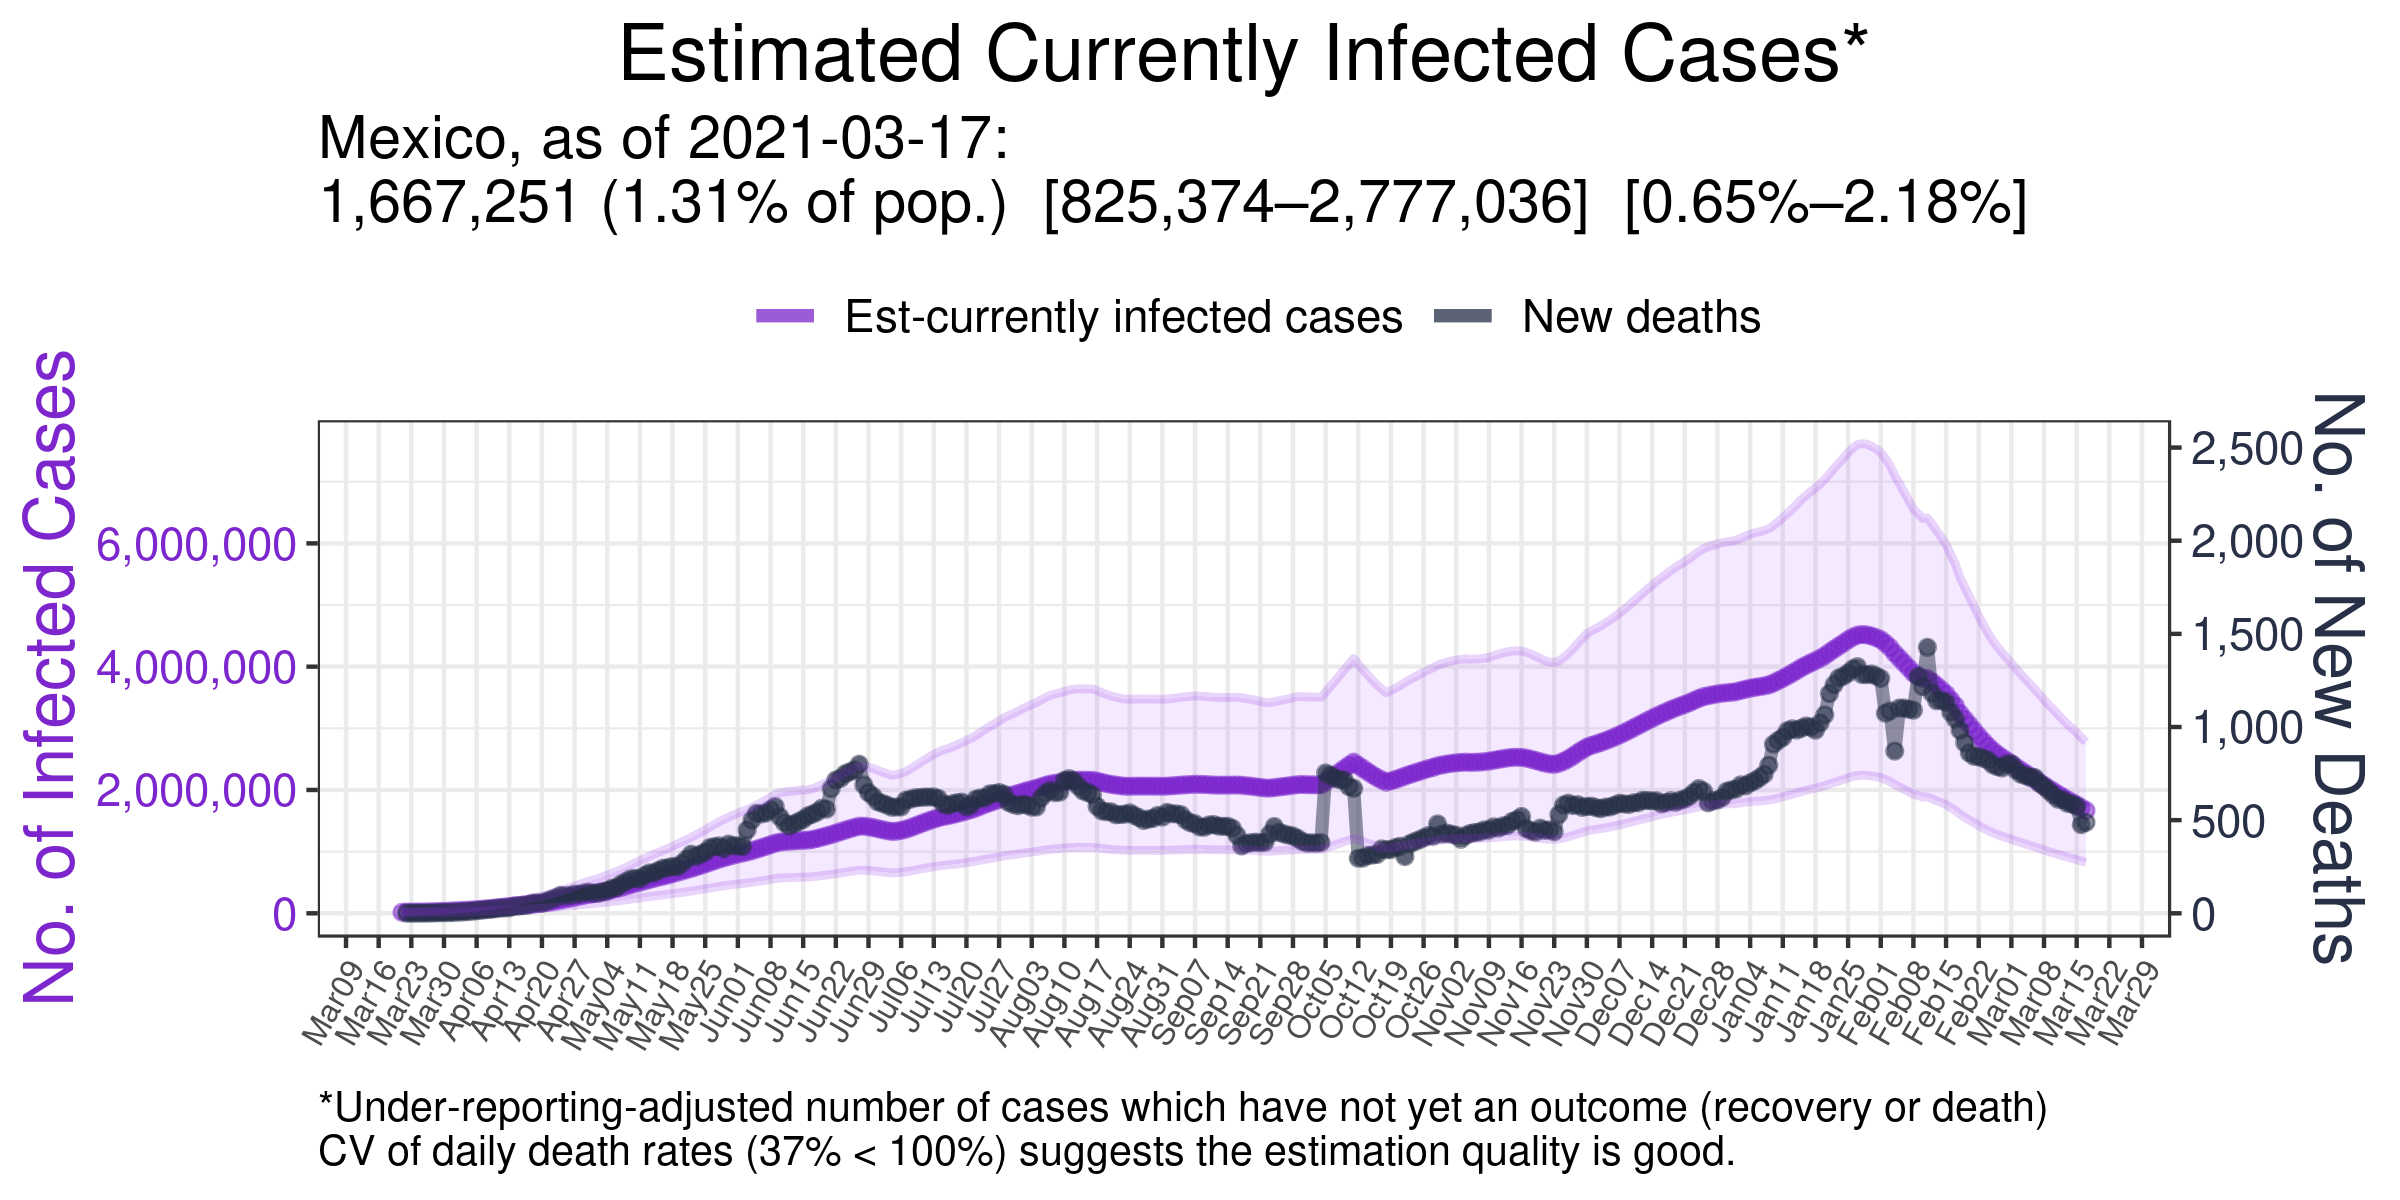 Estimated Currently Infected Cases*
Mexico, as of 2021-03-17:
1,667,251 (1.31% of pop.) [825,374–2,777,036] [0.65%–2.18%]
Est-currently infected cases
New deaths
No. of Infected Cases
6,000,000
4,000,000
2,000,000
0
2,500
2,000
1,500
1,000
500
0
No. of New Deaths
Mar09
Mar16
Mar23
Mar30
Apr06
Apr13
Apr20
Apr27
May04
May11
May18
May25
Jun01
Jun08
Jun15
Jun22
Jun29
Jul06
Jul13
Jul20
Jul27
Aug03
Aug10
Aug17
Aug24
Aug31
Sep07
Sep14
Sep21
Sep28
Oct05
Oct12
Oct19
Oct26
Nov02
Nov09
Nov16
Nov23
Nov30
Dec07
Dec14
Dec21
Dec28
Jan04
Jan11
Jan18
Jan25
Feb01
Feb08
Feb15
Feb22
Mar01
Mar08
Mar15
Mar22
Mar29
*Under-reporting-adjusted number of cases which have not yet an outcome (recovery or death)
CV of daily death rates (37% < 100%) suggests the estimation quality is good.